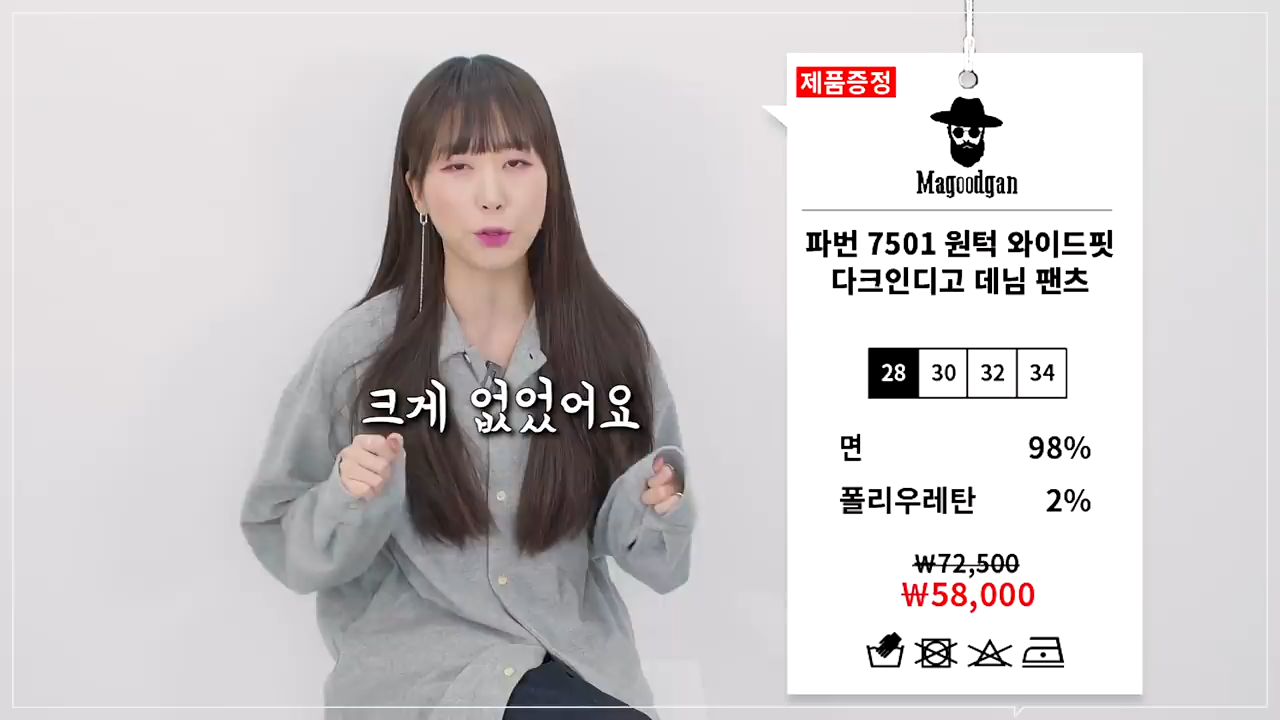 제품증정
Magoodgan
파번 7501 원턱 와이드핏
다크인디고 데님 팬츠
28 30 32 34
크게 없었어요
면 98%
폴리우레탄 2%
₩72,500
₩58,000